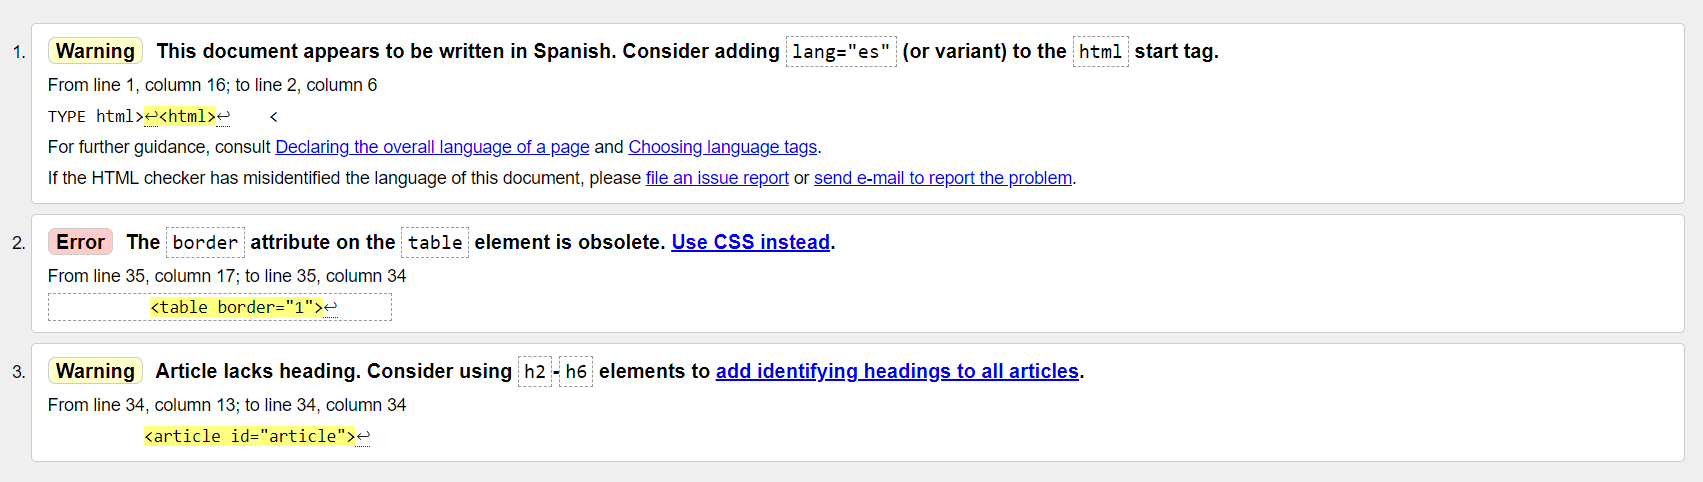 1. Warning This document appears to be written in Spanish. Consider adding lang="es" (or variant) to the html start tag.
From line 1, column 16; to line 2, column 6
TYPE html>↩<html>↩    <
For further guidance, consult Declaring the overall language of a page and Choosing language tags.
If the HTML checker has misidentified the language of this document, please file an issue report or send e-mail to report the problem.
2. Error The border attribute on the table element is obsolete. Use CSS instead.
From line 35, column 17; to line 35, column 34
<table border="1">↩
3. Warning Article lacks heading. Consider using h2-h6 elements to add identifying headings to all articles.
From line 34, column 13; to line 34, column 34
<article id="article">↩